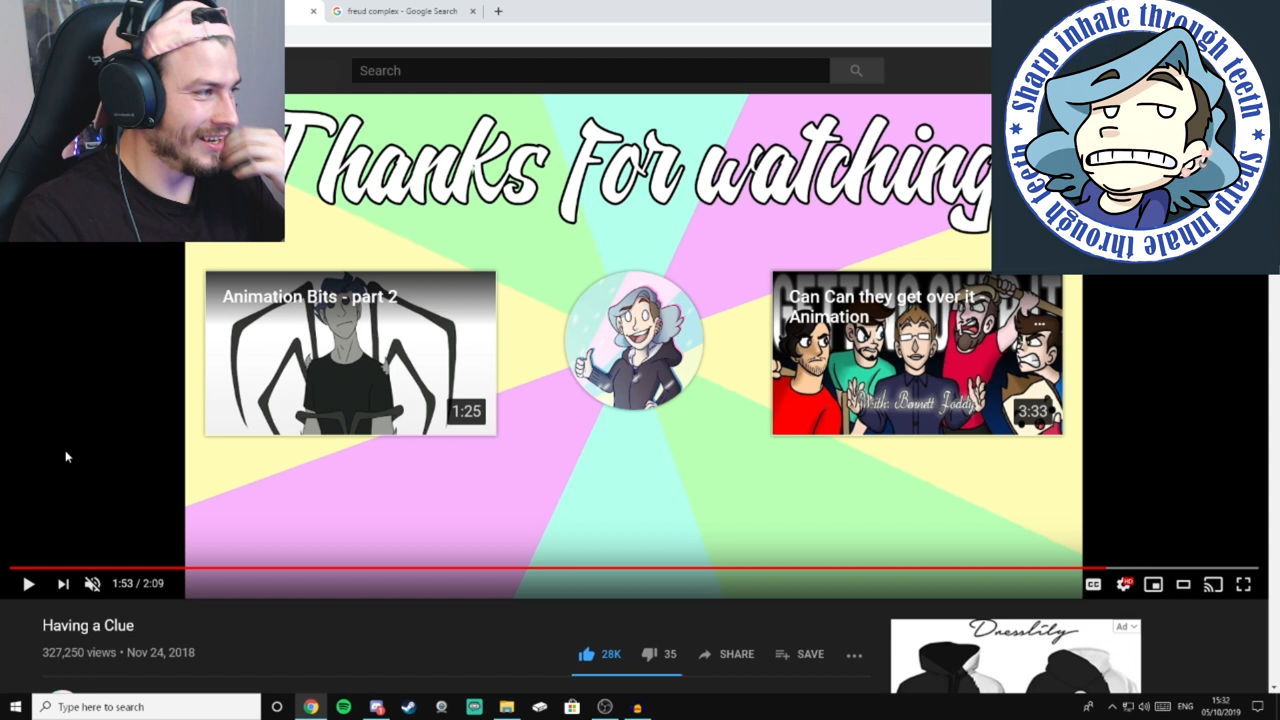 freud complex - Google Search
Search
Sharp inhale through teeth
Sharp inhale through teeth
Thanks For watching
Animation Bits - part 2
1:25
Can Can they get over it -
Animation
With: Bennett Foddy
3:33
1:53 / 2:09
CC
HD
Having a Clue
327,250 views • Nov 24, 2018
28K
35
SHARE
SAVE
Ad
Dresslily
Type here to search
ENG
15:32
05/10/2019